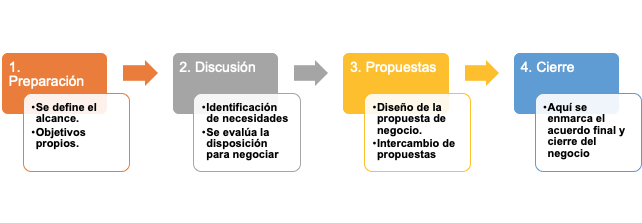 1.
Preparación
•Se define el
alcance.
•Objetivos
propios.
2. Discusión
•Identificación
de necesidades
•Se evalúa la
disposición
para negociar
3. Propuestas
•Diseño de la
propuesta de
negocio.
•Intercambio de
propuestas
4. Cierre
•Aquí se
enmarca el
acuerdo final y
cierre del
negocio